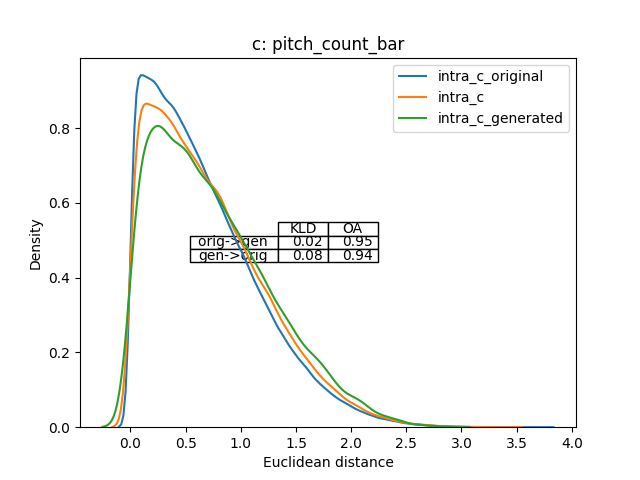 c: pitch_count_bar
intra_c_original
intra_c
intra_c_generated
Density
0.8
0.6
0.4
0.2
0.0
KLD OA
orig->gen 0.02 0.95
gen->orig 0.08 0.94
0.0 0.5 1.0 1.5 2.0 2.5 3.0 3.5 4.0
Euclidean distance